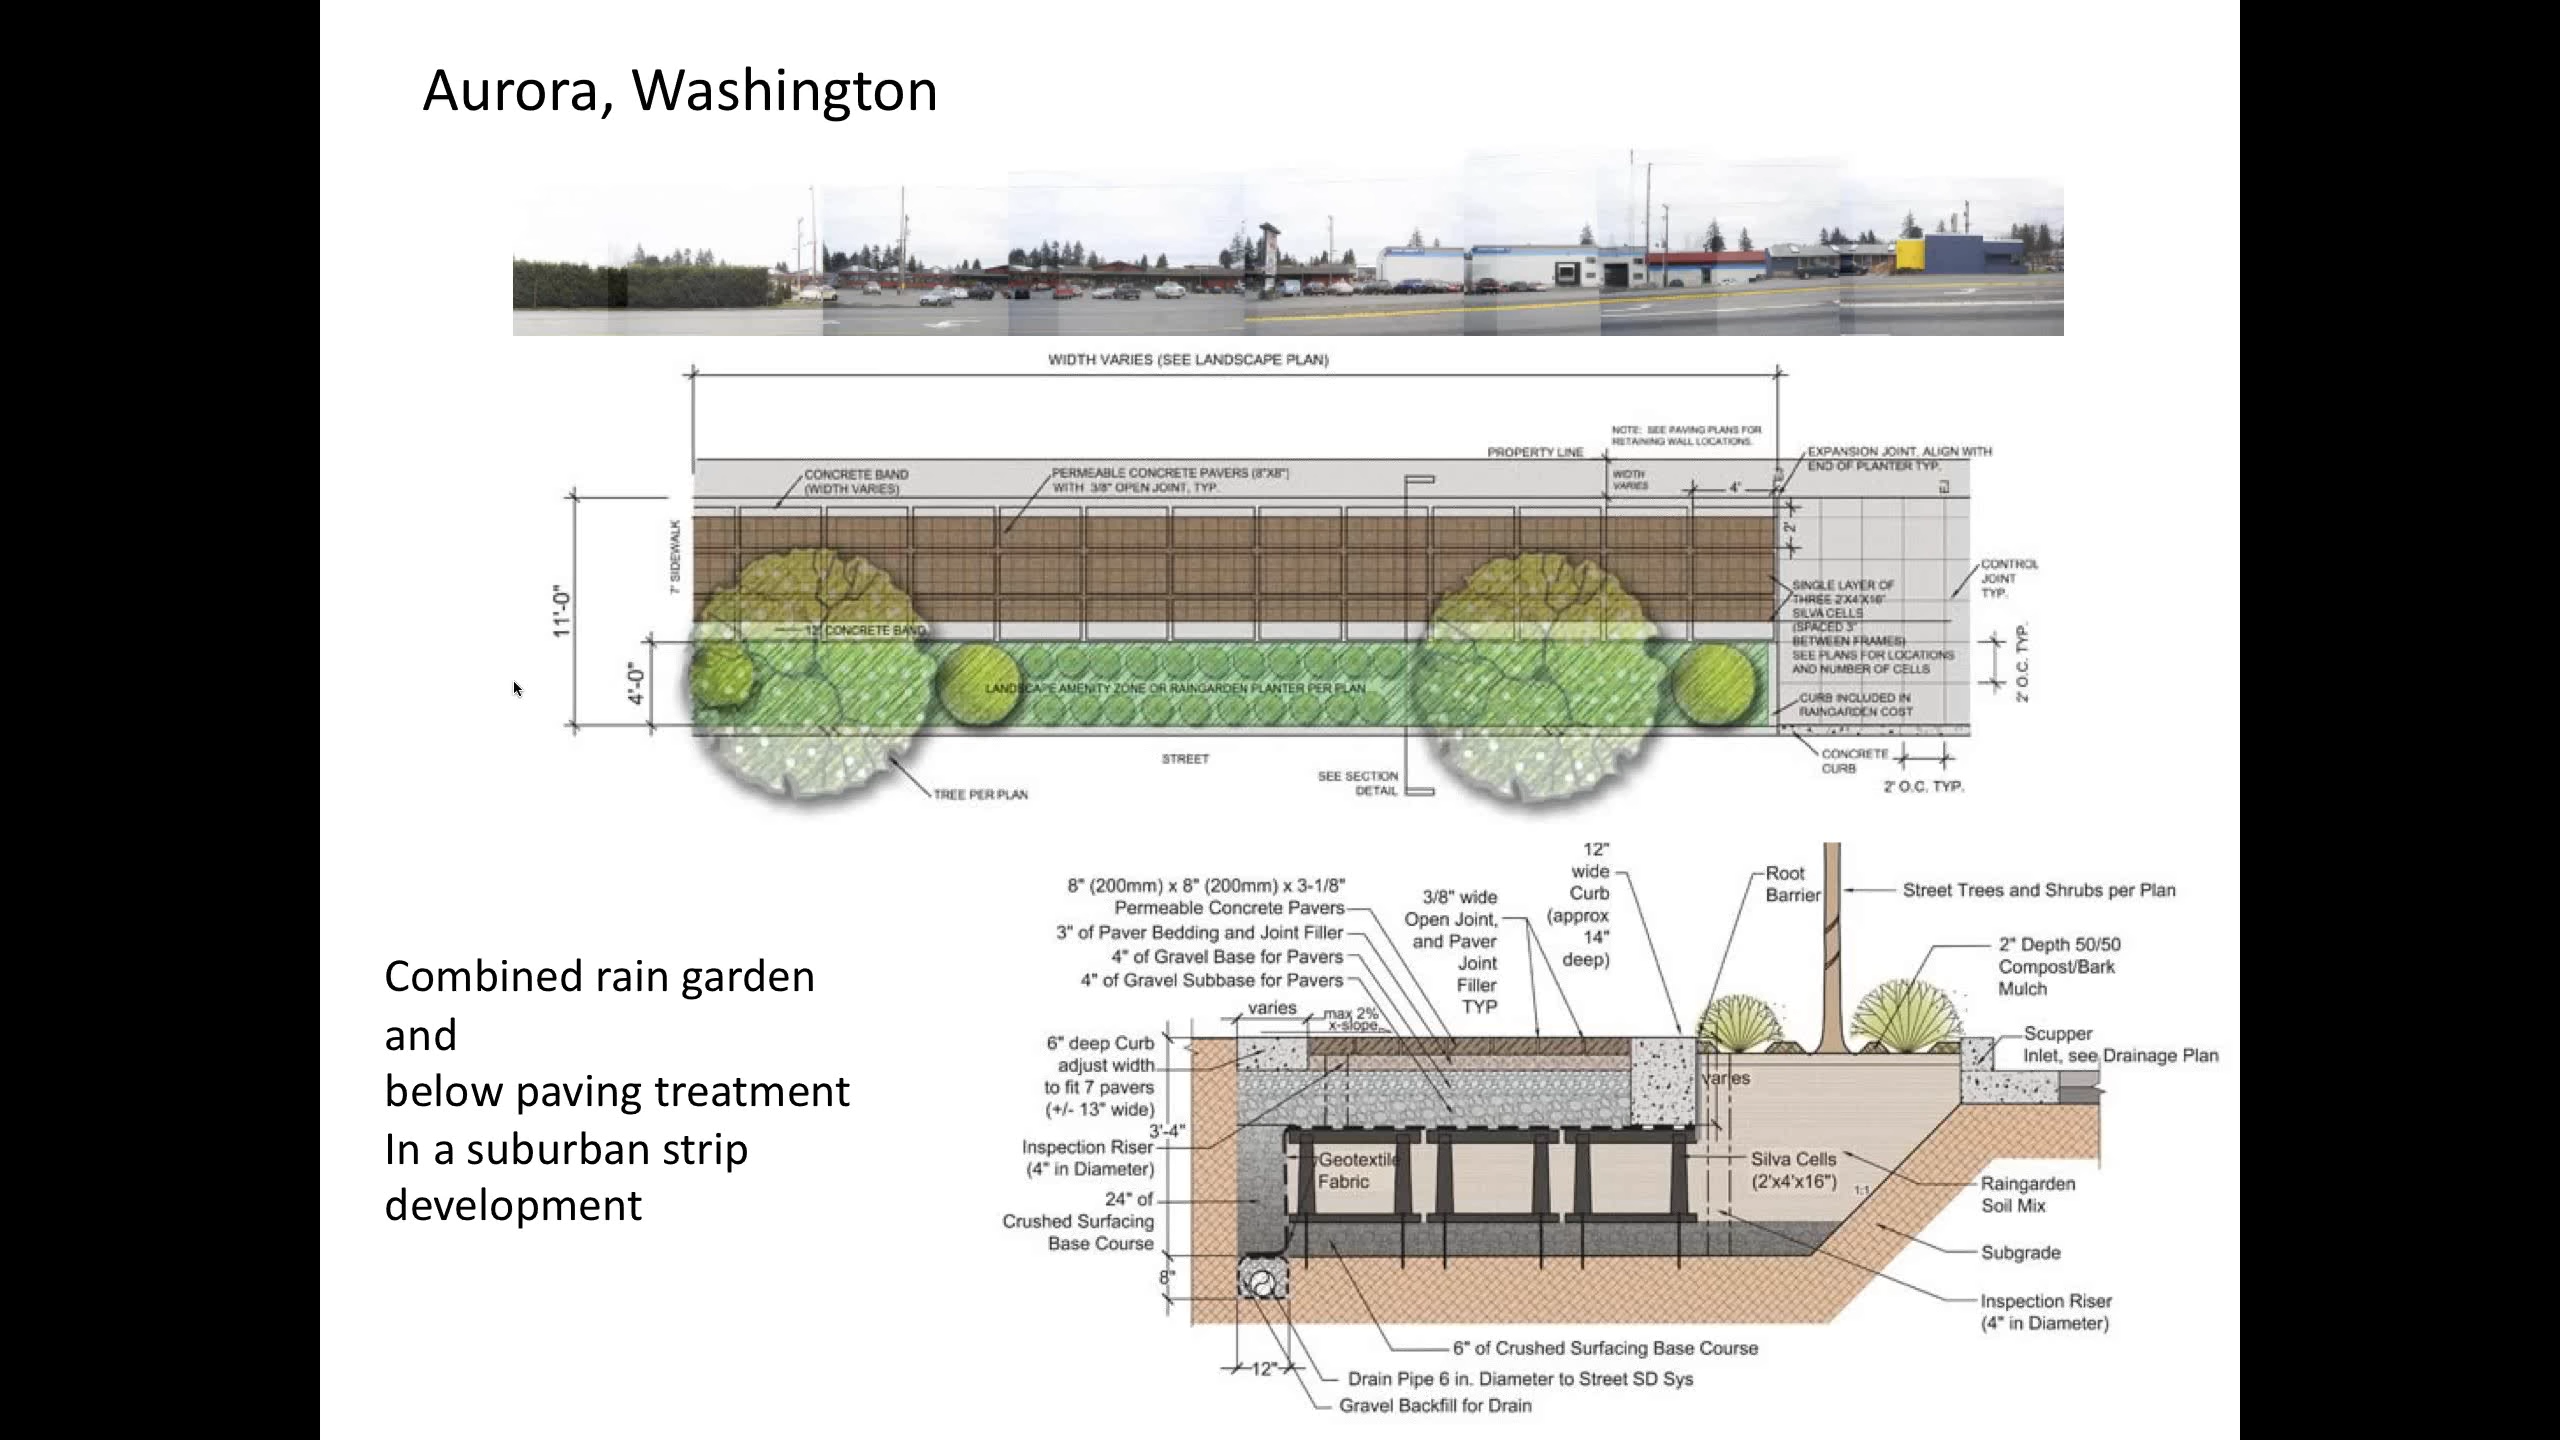 Aurora, Washington
WIDTH VARIES (SEE LANDSCAPE PLAN)
NOTE: SEE PAVING PLANS FOR
RETAINING WALL LOCATIONS.
PROPERTY LINE
EXPANSION JOINT, ALIGN WITH
END OF PLANTER TYP.
CONCRETE BAND
(WIDTH VARIES)
PERMEABLE CONCRETE PAVERS (8"X8")
WITH 3/8" OPEN JOINT, TYP.
WIDTH
VARIES
4'
EJ
EJ
2'
7' SIDEWALK
11'-0"
4'-0"
CONTROL
JOINT
TYP.
SINGLE LAYER OF
THREE 2'X4'X16"
SILVA CELLS
(SPACED 3"
BETWEEN FRAMES)
SEE PLANS FOR LOCATIONS
AND NUMBER OF CELLS
12" CONCRETE BAND
2' O.C. TYP.
LANDSCAPE AMENITY ZONE OR RAINGARDEN PLANTER PER PLAN
CURB INCLUDED IN
RAINGARDEN COST
STREET
CONCRETE
CURB
SEE SECTION
DETAIL
TREE PER PLAN
2' O.C. TYP.
Combined rain garden
and
below paving treatment
In a suburban strip
development
8" (200mm) x 8" (200mm) x 3-1/8"
Permeable Concrete Pavers
3" of Paver Bedding and Joint Filler
4" of Gravel Base for Pavers
4" of Gravel Subbase for Pavers
3/8" wide
Open Joint,
and Paver
Joint
Filler
TYP
12"
wide
Curb
(approx
14"
deep)
Root
Barrier
Street Trees and Shrubs per Plan
2" Depth 50/50
Compost/Bark
Mulch
Scupper
Inlet, see Drainage Plan
varies
max 2%
x-slope
6" deep Curb
adjust width
to fit 7 pavers
(+/- 13" wide)
3'-4"
Inspection Riser
(4" in Diameter)
24" of
Crushed Surfacing
Base Course
8"
varies
Geotextile
Fabric
Silva Cells
(2'x4'x16")
1:1
Raingarden
Soil Mix
Subgrade
Inspection Riser
(4" in Diameter)
12"
6" of Crushed Surfacing Base Course
Drain Pipe 6 in. Diameter to Street SD Sys
Gravel Backfill for Drain